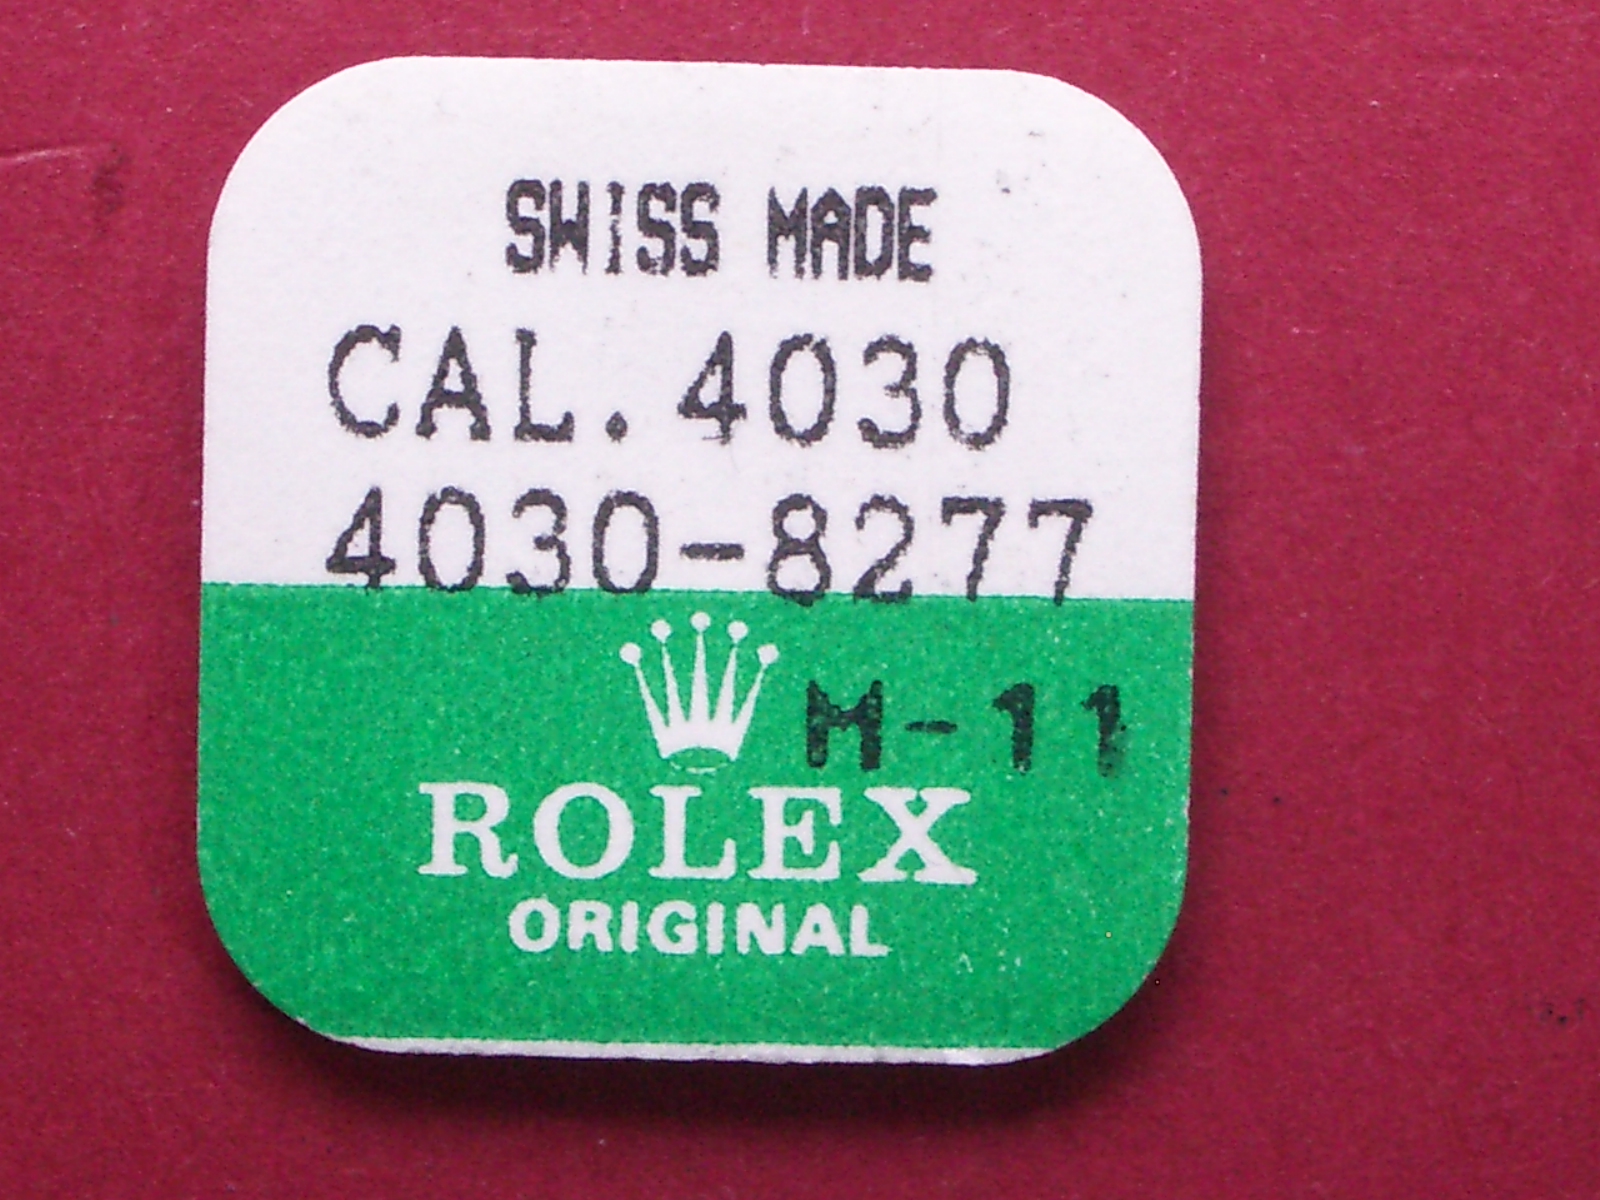 SWISS MADE
CAL. 4030
4030-8277
M-11
ROLEX
ORIGINAL